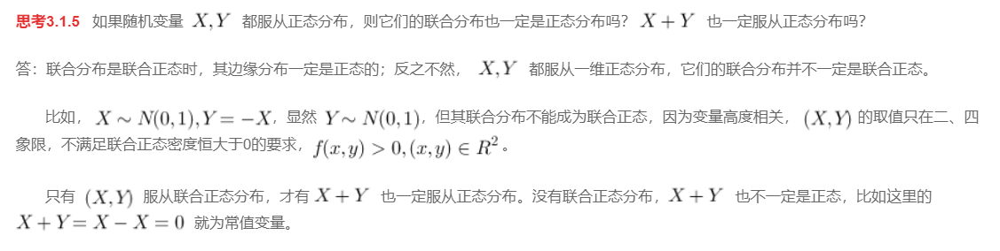 思考3.1.5 如果随机变量 X,Y 都服从正态分布，则它们的联合分布也一定是正态分布吗？ X + Y 也一定服从正态分布吗？
答：联合分布是联合正态时，其边缘分布一定是正态的；反之不然， X,Y 都服从一维正态分布，它们的联合分布并不一定是联合正态。
比如， X ~ N(0,1),Y = −X，显然 Y ~ N(0,1)，但其联合分布不能成为联合正态，因为变量高度相关， (X,Y) 的取值只在二、四
象限，不满足联合正态密度恒大于0的要求， f(x,y) > 0,(x,y) ∈ R²。
只有 (X,Y) 服从联合正态分布，才有 X + Y 也一定服从正态分布。没有联合正态分布， X + Y 也不一定是正态，比如这里的
X + Y = X − X = 0 就为常值变量。